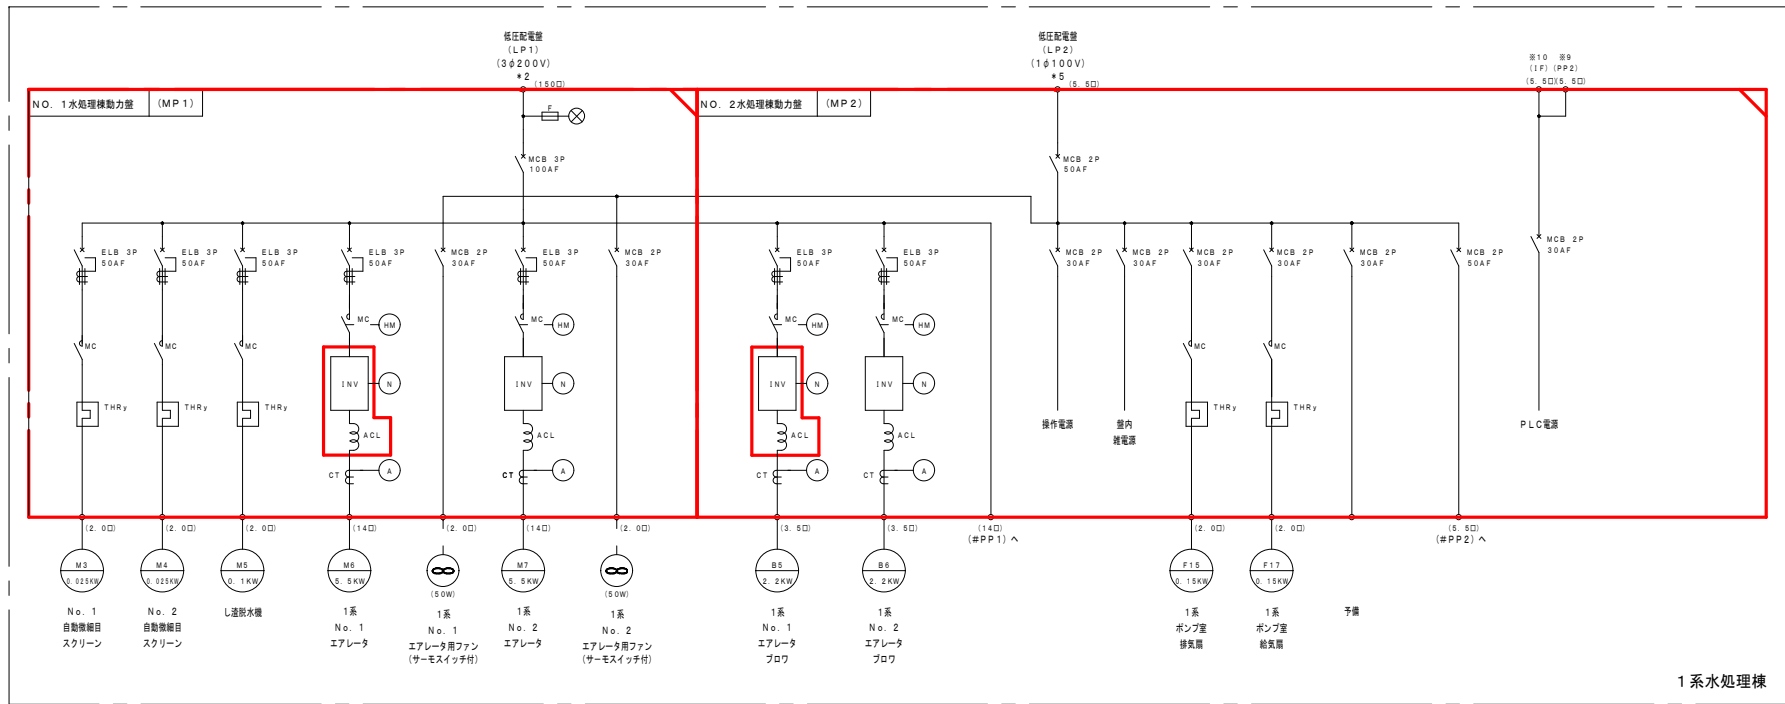 低圧配電盤
(LP1)
(3φ200V)
*2
(150□)
低圧配電盤
(LP2)
(1φ100V)
*5
(5.5□)
※10 ※9
(IF) (PP2)
(5.5□)(5.5□)
NO. 1水処理棟動力盤 (MP1)
NO. 2水処理棟動力盤 (MP2)
F
MCB 3P
100AF
MCB 2P
50AF
ELB 3P
50AF
ELB 3P
50AF
ELB 3P
50AF
ELB 3P
50AF
MCB 2P
30AF
ELB 3P
50AF
MCB 2P
30AF
ELB 3P
50AF
ELB 3P
50AF
MCB 2P
30AF
MCB 2P
30AF
MCB 2P
30AF
MCB 2P
30AF
MCB 2P
30AF
MCB 2P
50AF
MCB 2P
30AF
MC HM
MC HM
MC HM
MC HM
MC
MC
MC
MC
MC
INV N
INV N
INV N
INV N
THRy
THRy
THRy
THRy
THRy
ACL
ACL
ACL
ACL
CT A
CT A
CT A
CT A
操作電源
盤内
雑電源
PLC電源
(2.0□)
(2.0□)
(2.0□)
(14□)
(2.0□)
(14□)
(2.0□)
(3.5□)
(3.5□)
(14□)
(#PP1)へ
(2.0□)
(2.0□)
(5.5□)
(#PP2)へ
M3
0.025KW
M4
0.025KW
M5
0.1KW
M6
5.5KW
(50W)
M7
5.5KW
(50W)
B5
2.2KW
B6
2.2KW
F15
0.15KW
F17
0.15KW
No. 1
自動微細目
スクリーン
No. 2
自動微細目
スクリーン
し渣脱水機
1系
No. 1
エアレータ
1系
No. 1
エアレータ用ファン
(サーモスイッチ付)
1系
No. 2
エアレータ
1系
No. 2
エアレータ用ファン
(サーモスイッチ付)
1系
No. 1
エアレータ
ブロワ
1系
No. 2
エアレータ
ブロワ
1系
ポンプ室
排気扇
1系
ポンプ室
給気扇
予備
1系水処理棟